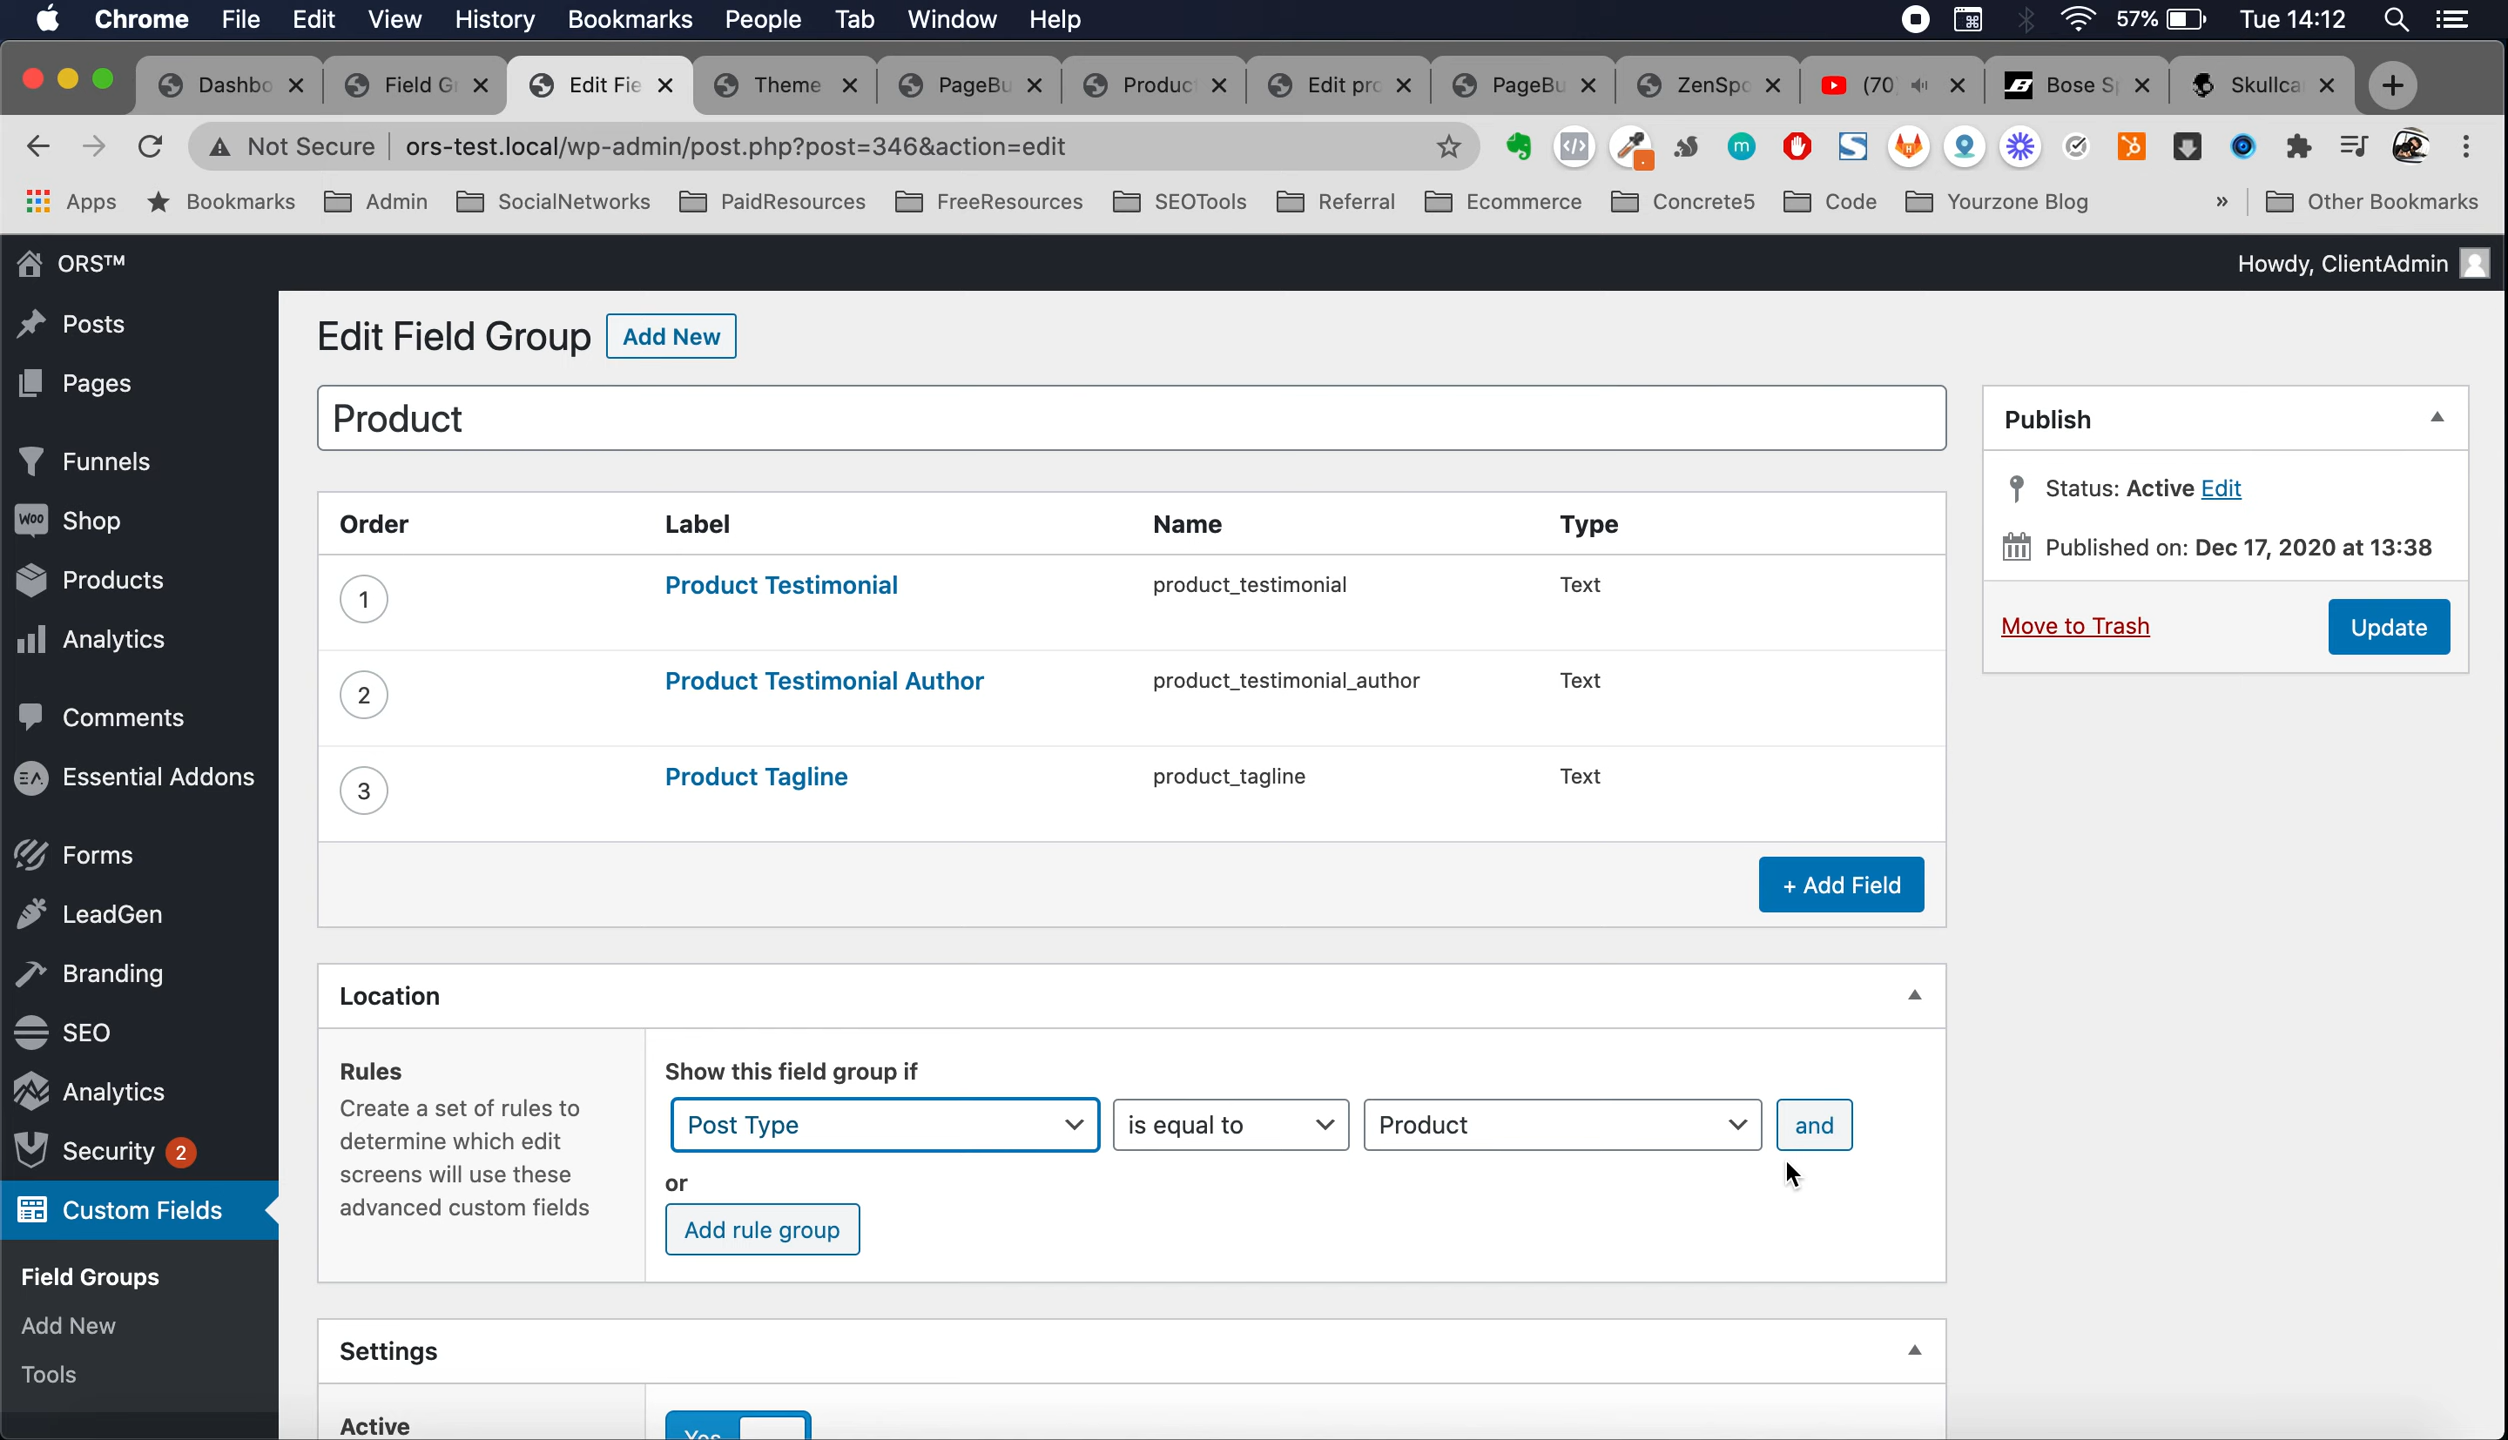 Chrome File Edit View History Bookmarks People Tab Window Help 57% Tue 14:12
Dashbo Field Gr Edit Fie Theme PageBu Produc Edit pro PageBu ZenSpo (70 Bose S Skullca
Not Secure ors-test.local/wp-admin/post.php?post=346&action=edit
Apps Bookmarks Admin SocialNetworks PaidResources FreeResources SEOTools Referral Ecommerce Concrete5 Code Yourzone Blog » Other Bookmarks
ORS™ Howdy, ClientAdmin
Posts
Pages
Funnels
Woo Shop
Products
Analytics
Comments
EA Essential Addons
Forms
LeadGen
Branding
SEO
Analytics
Security 2
Custom Fields
Field Groups
Add New
Tools
Edit Field Group Add New
Product
Order Label Name Type
1 Product Testimonial product_testimonial Text
2 Product Testimonial Author product_testimonial_author Text
3 Product Tagline product_tagline Text
+ Add Field
Location
Rules
Create a set of rules to
determine which edit
screens will use these
advanced custom fields
Show this field group if
Post Type is equal to Product and
or
Add rule group
Settings
Active Yes
Publish
Status: Active Edit
Published on: Dec 17, 2020 at 13:38
Move to Trash Update